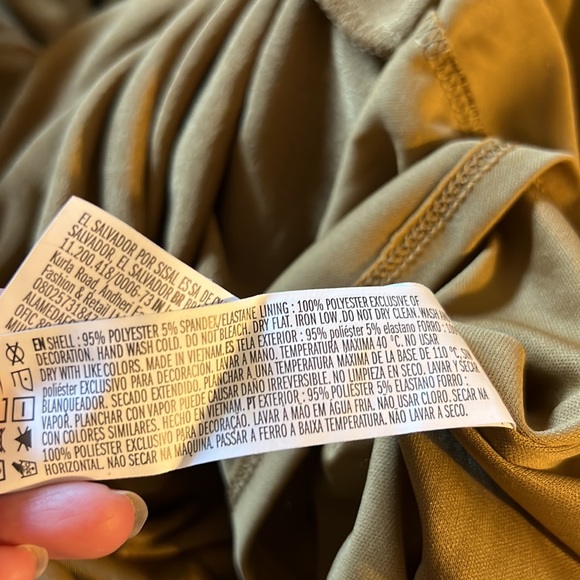 EL SALVADOR POR SISAL ES SA DE
SALVADOR, EL SALVADOR BR
11.200.418/0006-73 IN
Kurla Road, Andheri E
Fashion & Retail
ALAMEDA
OFIC
EN SHELL : 95% POLYESTER 5% SPANDEX/ELASTANE LINING : 100% POLYESTER EXCLUSIVE OF
DECORATION. HAND WASH COLD. DO NOT BLEACH. DRY FLAT. IRON LOW. DO NOT DRY CLEAN. WASH
DRY WITH LIKE COLORS. MADE IN VIETNAM. ES TELA EXTERIOR : 95% poliéster 5% elastano FORRO :
poliéster EXCLUSIVO PARA DECORACIÓN. LAVAR A MANO, TEMPERATURA MÁXIMA 40 °C. NO USAR
BLANQUEADOR. SECADO EXTENDIDO. PLANCHAR A UNA TEMPERATURA MÁXIMA DE LA BASE DE 110 °C, SIN
VAPOR. PLANCHAR CON VAPOR PUEDE CAUSAR DAÑO IRREVERSIBLE. NO LIMPIEZA EN SECO. LAVAR Y SECAR
CON COLORES SIMILARES. HECHO EN VIETNAM. PT EXTERIOR : 95% POLIÉSTER 5% ELASTANO FORRO :
100% POLIÉSTER EXCLUSIVO DE DECORAÇÃO. LAVAR À MÃO EM ÁGUA FRIA. NÃO USAR CLORO. SECAR NA
HORIZONTAL. NÃO SECAR NA MÁQUINA. PASSAR A FERRO A BAIXA TEMPERATURA. NÃO LAVAR A SECO.